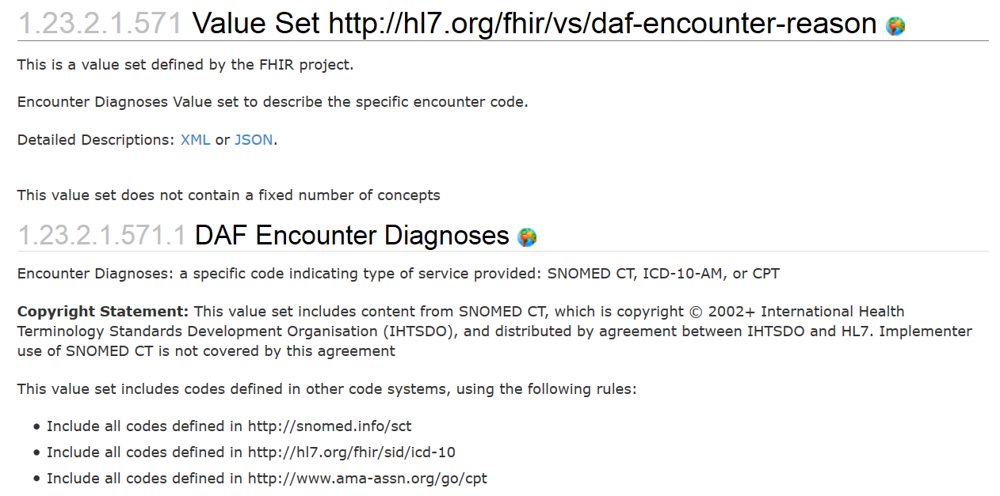 1.23.2.1.571 Value Set http://hl7.org/fhir/vs/daf-encounter-reason
This is a value set defined by the FHIR project.
Encounter Diagnoses Value set to describe the specific encounter code.
Detailed Descriptions: XML or JSON.
This value set does not contain a fixed number of concepts
1.23.2.1.571.1 DAF Encounter Diagnoses
Encounter Diagnoses: a specific code indicating type of service provided: SNOMED CT, ICD-10-AM, or CPT
Copyright Statement: This value set includes content from SNOMED CT, which is copyright © 2002+ International Health
Terminology Standards Development Organisation (IHTSDO), and distributed by agreement between IHTSDO and HL7. Implementer
use of SNOMED CT is not covered by this agreement
This value set includes codes defined in other code systems, using the following rules:
• Include all codes defined in http://snomed.info/sct
• Include all codes defined in http://hl7.org/fhir/sid/icd-10
• Include all codes defined in http://www.ama-assn.org/go/cpt